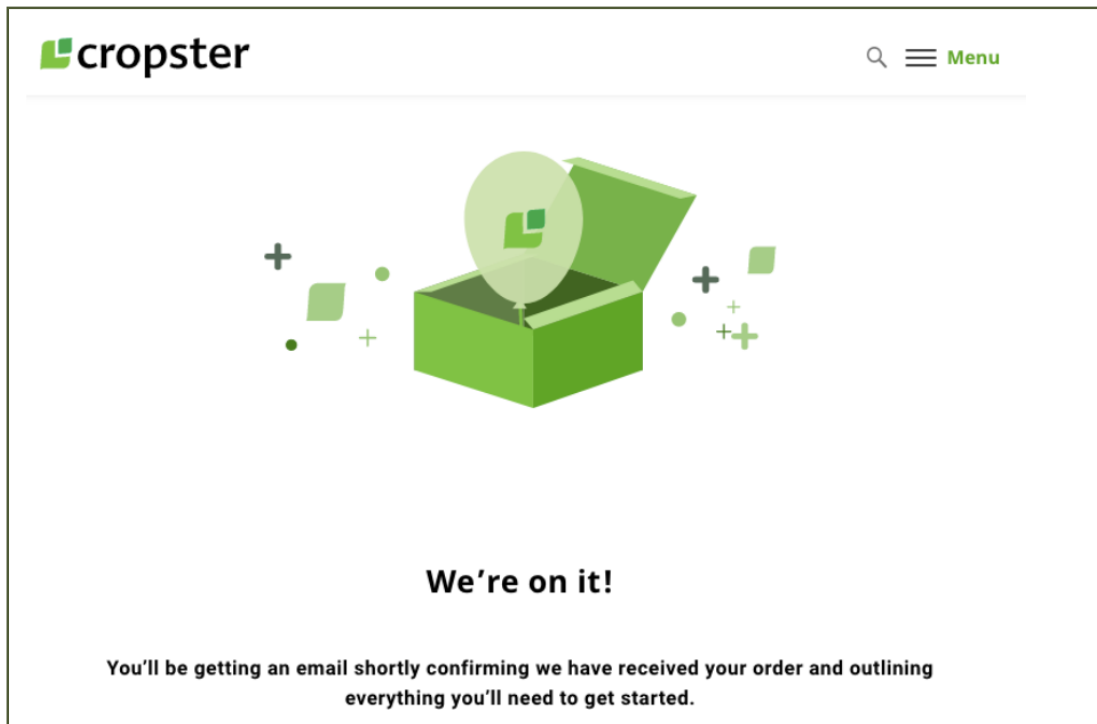 cropster
Menu
We're on it!
You'll be getting an email shortly confirming we have received your order and outlining
everything you'll need to get started.